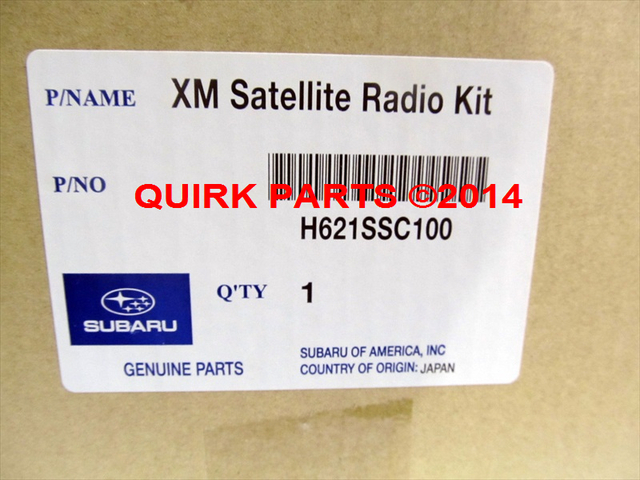 P/NAME XM Satellite Radio Kit
P/NO
QUIRK PARTS ©2014
H621SSC100
Q'TY 1
SUBARU
GENUINE PARTS
SUBARU OF AMERICA, INC
COUNTRY OF ORIGIN: JAPAN